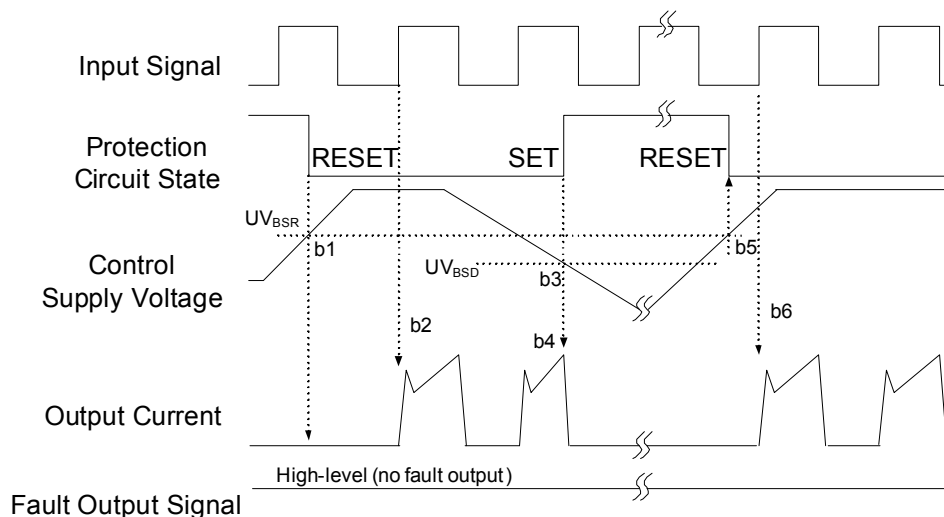 Input Signal
Protection
Circuit State
RESET
SET
RESET
UVBSR
b1
b5
Control
Supply Voltage
UVBSD
b3
b2
b4
b6
Output Current
High-level (no fault output)
Fault Output Signal